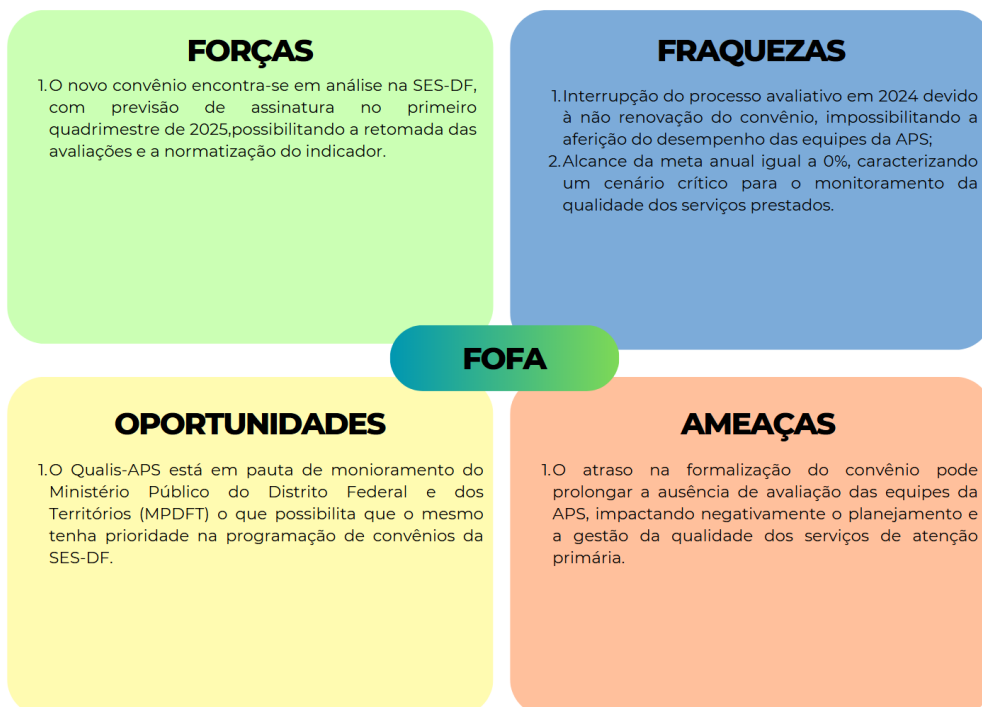 FORÇAS
1. O novo convênio encontra-se em análise na SES-DF,
com previsão de assinatura no primeiro
quadrimestre de 2025,possibilitando a retomada das
avaliações e a normatização do indicador.
FRAQUEZAS
1. Interrupção do processo avaliativo em 2024 devido
à não renovação do convênio, impossibilitando a
aferição do desempenho das equipes da APS;
2. Alcance da meta anual igual a 0%, caracterizando
um cenário crítico para o monitoramento da
qualidade dos serviços prestados.
FOFA
OPORTUNIDADES
1. O Qualis-APS está em pauta de monioramento do
Ministério Público do Distrito Federal e dos
Territórios (MPDFT) o que possibilita que o mesmo
tenha prioridade na programação de convênios da
SES-DF.
AMEAÇAS
1. O atraso na formalização do convênio pode
prolongar a ausência de avaliação das equipes da
APS, impactando negativamente o planejamento e
a gestão da qualidade dos serviços de atenção
primária.